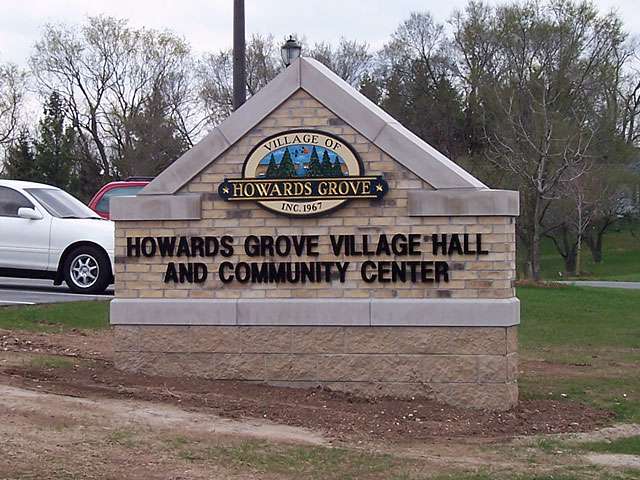 VILLAGE OF
HOWARDS GROVE
INC. 1967
HOWARDS GROVE VILLAGE HALL
AND COMMUNITY CENTER